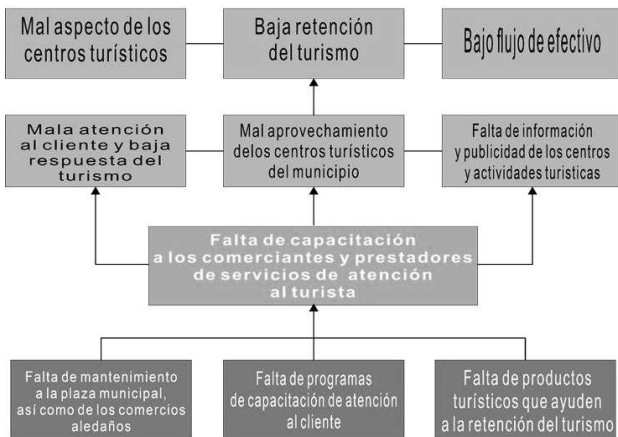 Mal aspecto de los
centros turísticos
Baja retención
del turismo
Bajo flujo de efectivo
Mala atención
al cliente y baja
respuesta del
turismo
Mal aprovechamiento
delos centros turísticos
del municipio
Falta de información
y publicidad de los centros
y actividades turisticas
Falta de capacitación
a los comerciantes y prestadores
de servicios de atención
al turista
Falta de mantenimiento
a la plaza municipal,
así como de los comercios
aledaños
Falta de programas
de capacitación de atención
al cliente
Falta de productos
turísticos que ayuden
a la retención del turismo